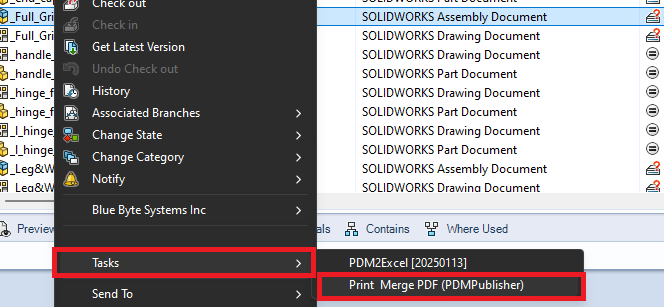 _end_cap
Check out
_Full_Gri
SOLIDWORKS Assembly Document
Check in
_Full_Gri
SOLIDWORKS Drawing Document
Get Latest Version
_handle_
SOLIDWORKS Drawing Document
Undo Check out
_handle_
SOLIDWORKS Part Document
History
_hinge_f
SOLIDWORKS Drawing Document
Associated Branches
_hinge_f
SOLIDWORKS Part Document
Change State
_l_hinge_
SOLIDWORKS Drawing Document
Change Category
_l_hinge_
SOLIDWORKS Part Document
_Leg&W
SOLIDWORKS Assembly Document
Notify
_Leg&W
SOLIDWORKS Drawing Document
Blue Byte Systems Inc
Preview
als
Contains
Where Used
Tasks
PDM2Excel [20250113]
Print Merge PDF (PDMPublisher)
Send To